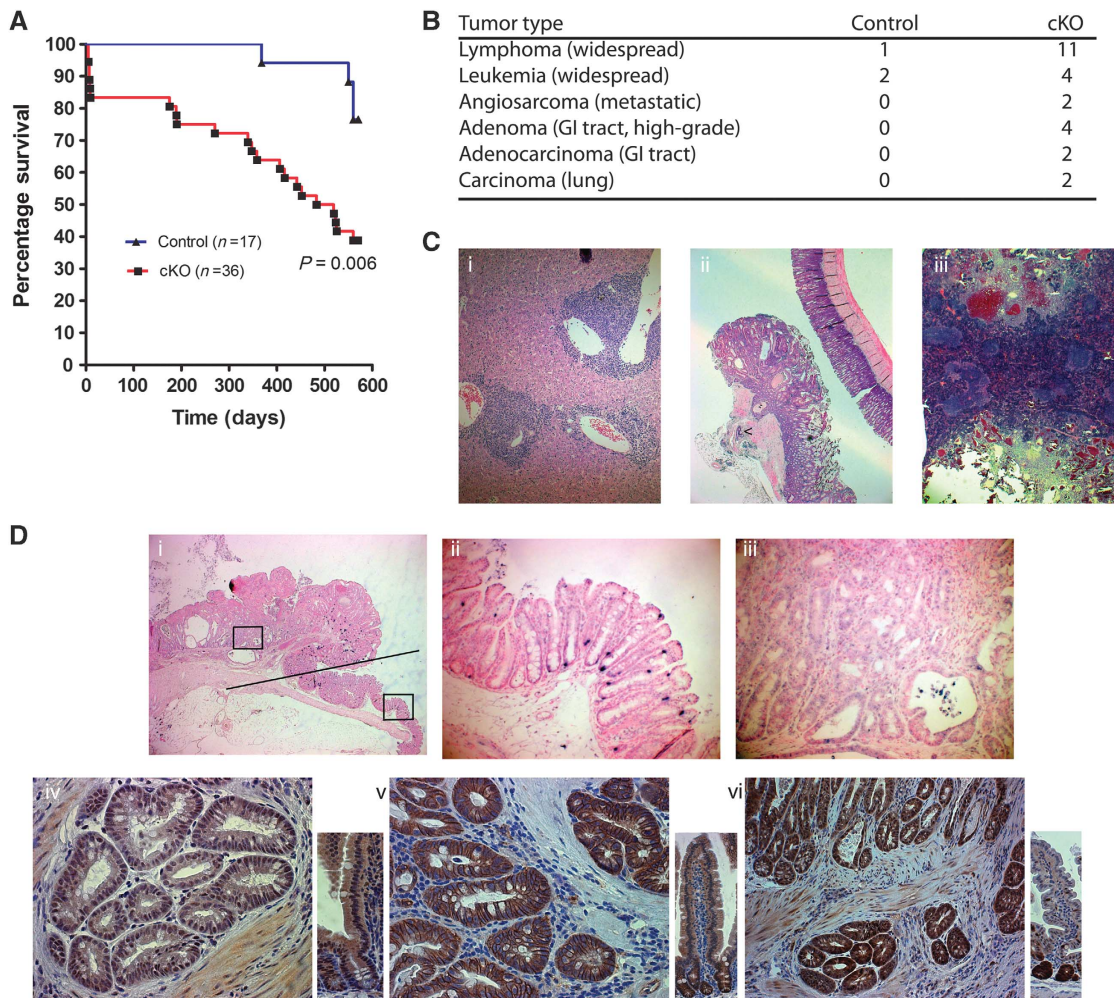 A
100
90
80
70
60
50
40
30
20
10
0
0 100 200 300 400 500 600
Percentage survival
Time (days)
Control (n =17)
cKO (n =36)
P = 0.006
B
Tumor type Control cKO
Lymphoma (widespread) 1 11
Leukemia (widespread) 2 4
Angiosarcoma (metastatic) 0 2
Adenoma (GI tract, high-grade) 0 4
Adenocarcinoma (GI tract) 0 2
Carcinoma (lung) 0 2
C
i ii iii
<
D
i ii iii
iv v vi